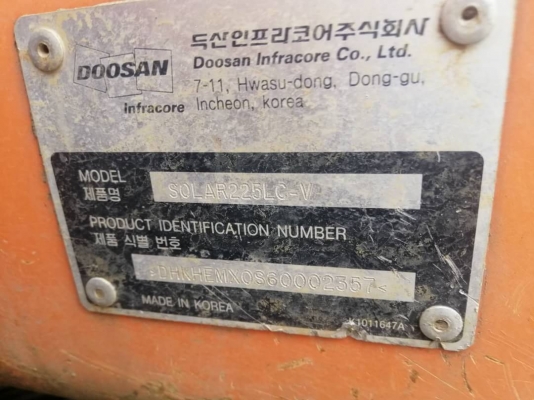 DOOSAN
Infracore
두산인프라코어주식회사
Doosan Infracore Co., Ltd.
7-11, Hwasu-dong, Dong-gu,
Incheon, Korea
MODEL
제품명
SOLAR225LC-V
PRODUCT IDENTIFICATION NUMBER
제품 식별 번호
MADE IN KOREA